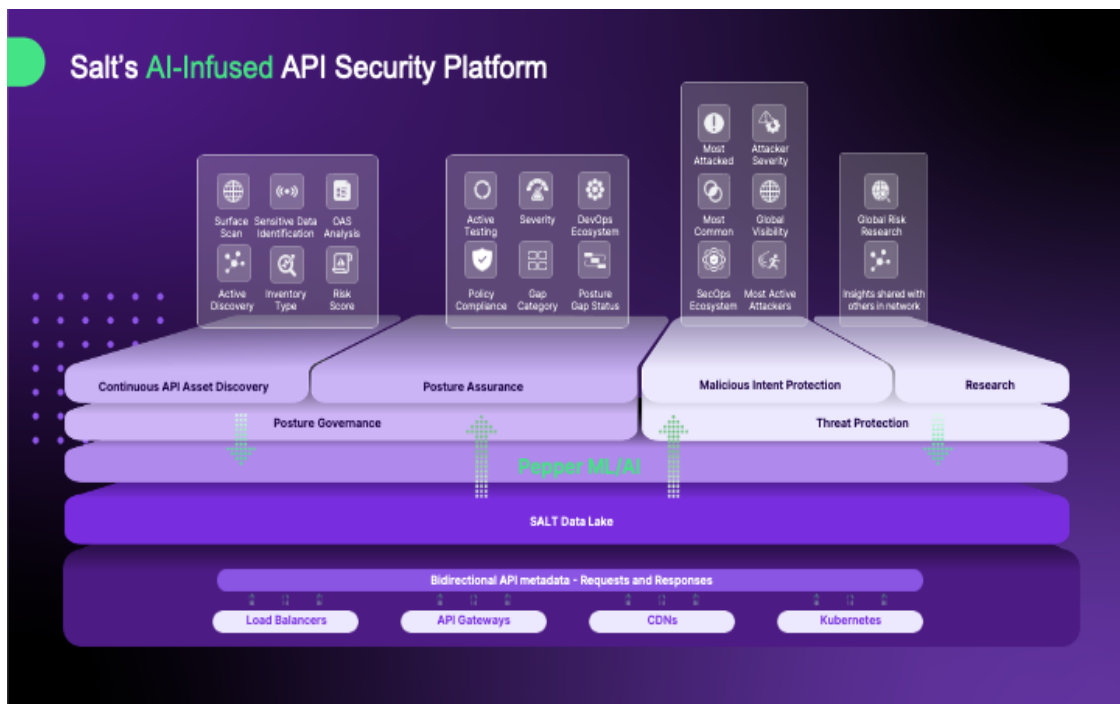 Salt's AI-Infused API Security Platform
Surface
Scan
Sensitive Data
Identification
OAS
Analysis
Active
Discovery
Inventory
Type
Risk
Score
Active
Testing
Severity
DevOps
Ecosystem
Policy
Compliance
Gap
Category
Posture
Gap Status
Most
Attacked
Attacker
Severity
Most
Common
Global
Visibility
SecOps
Ecosystem
Most Active
Attackers
Global Risk
Research
Insights shared with
others in network
Continuous API Asset Discovery
Posture Assurance
Malicious Intent Protection
Research
Posture Governance
Threat Protection
Pepper ML/AI
SALT Data Lake
Bidirectional API metadata - Requests and Responses
Load Balancers
API Gateways
CDNs
Kubernetes